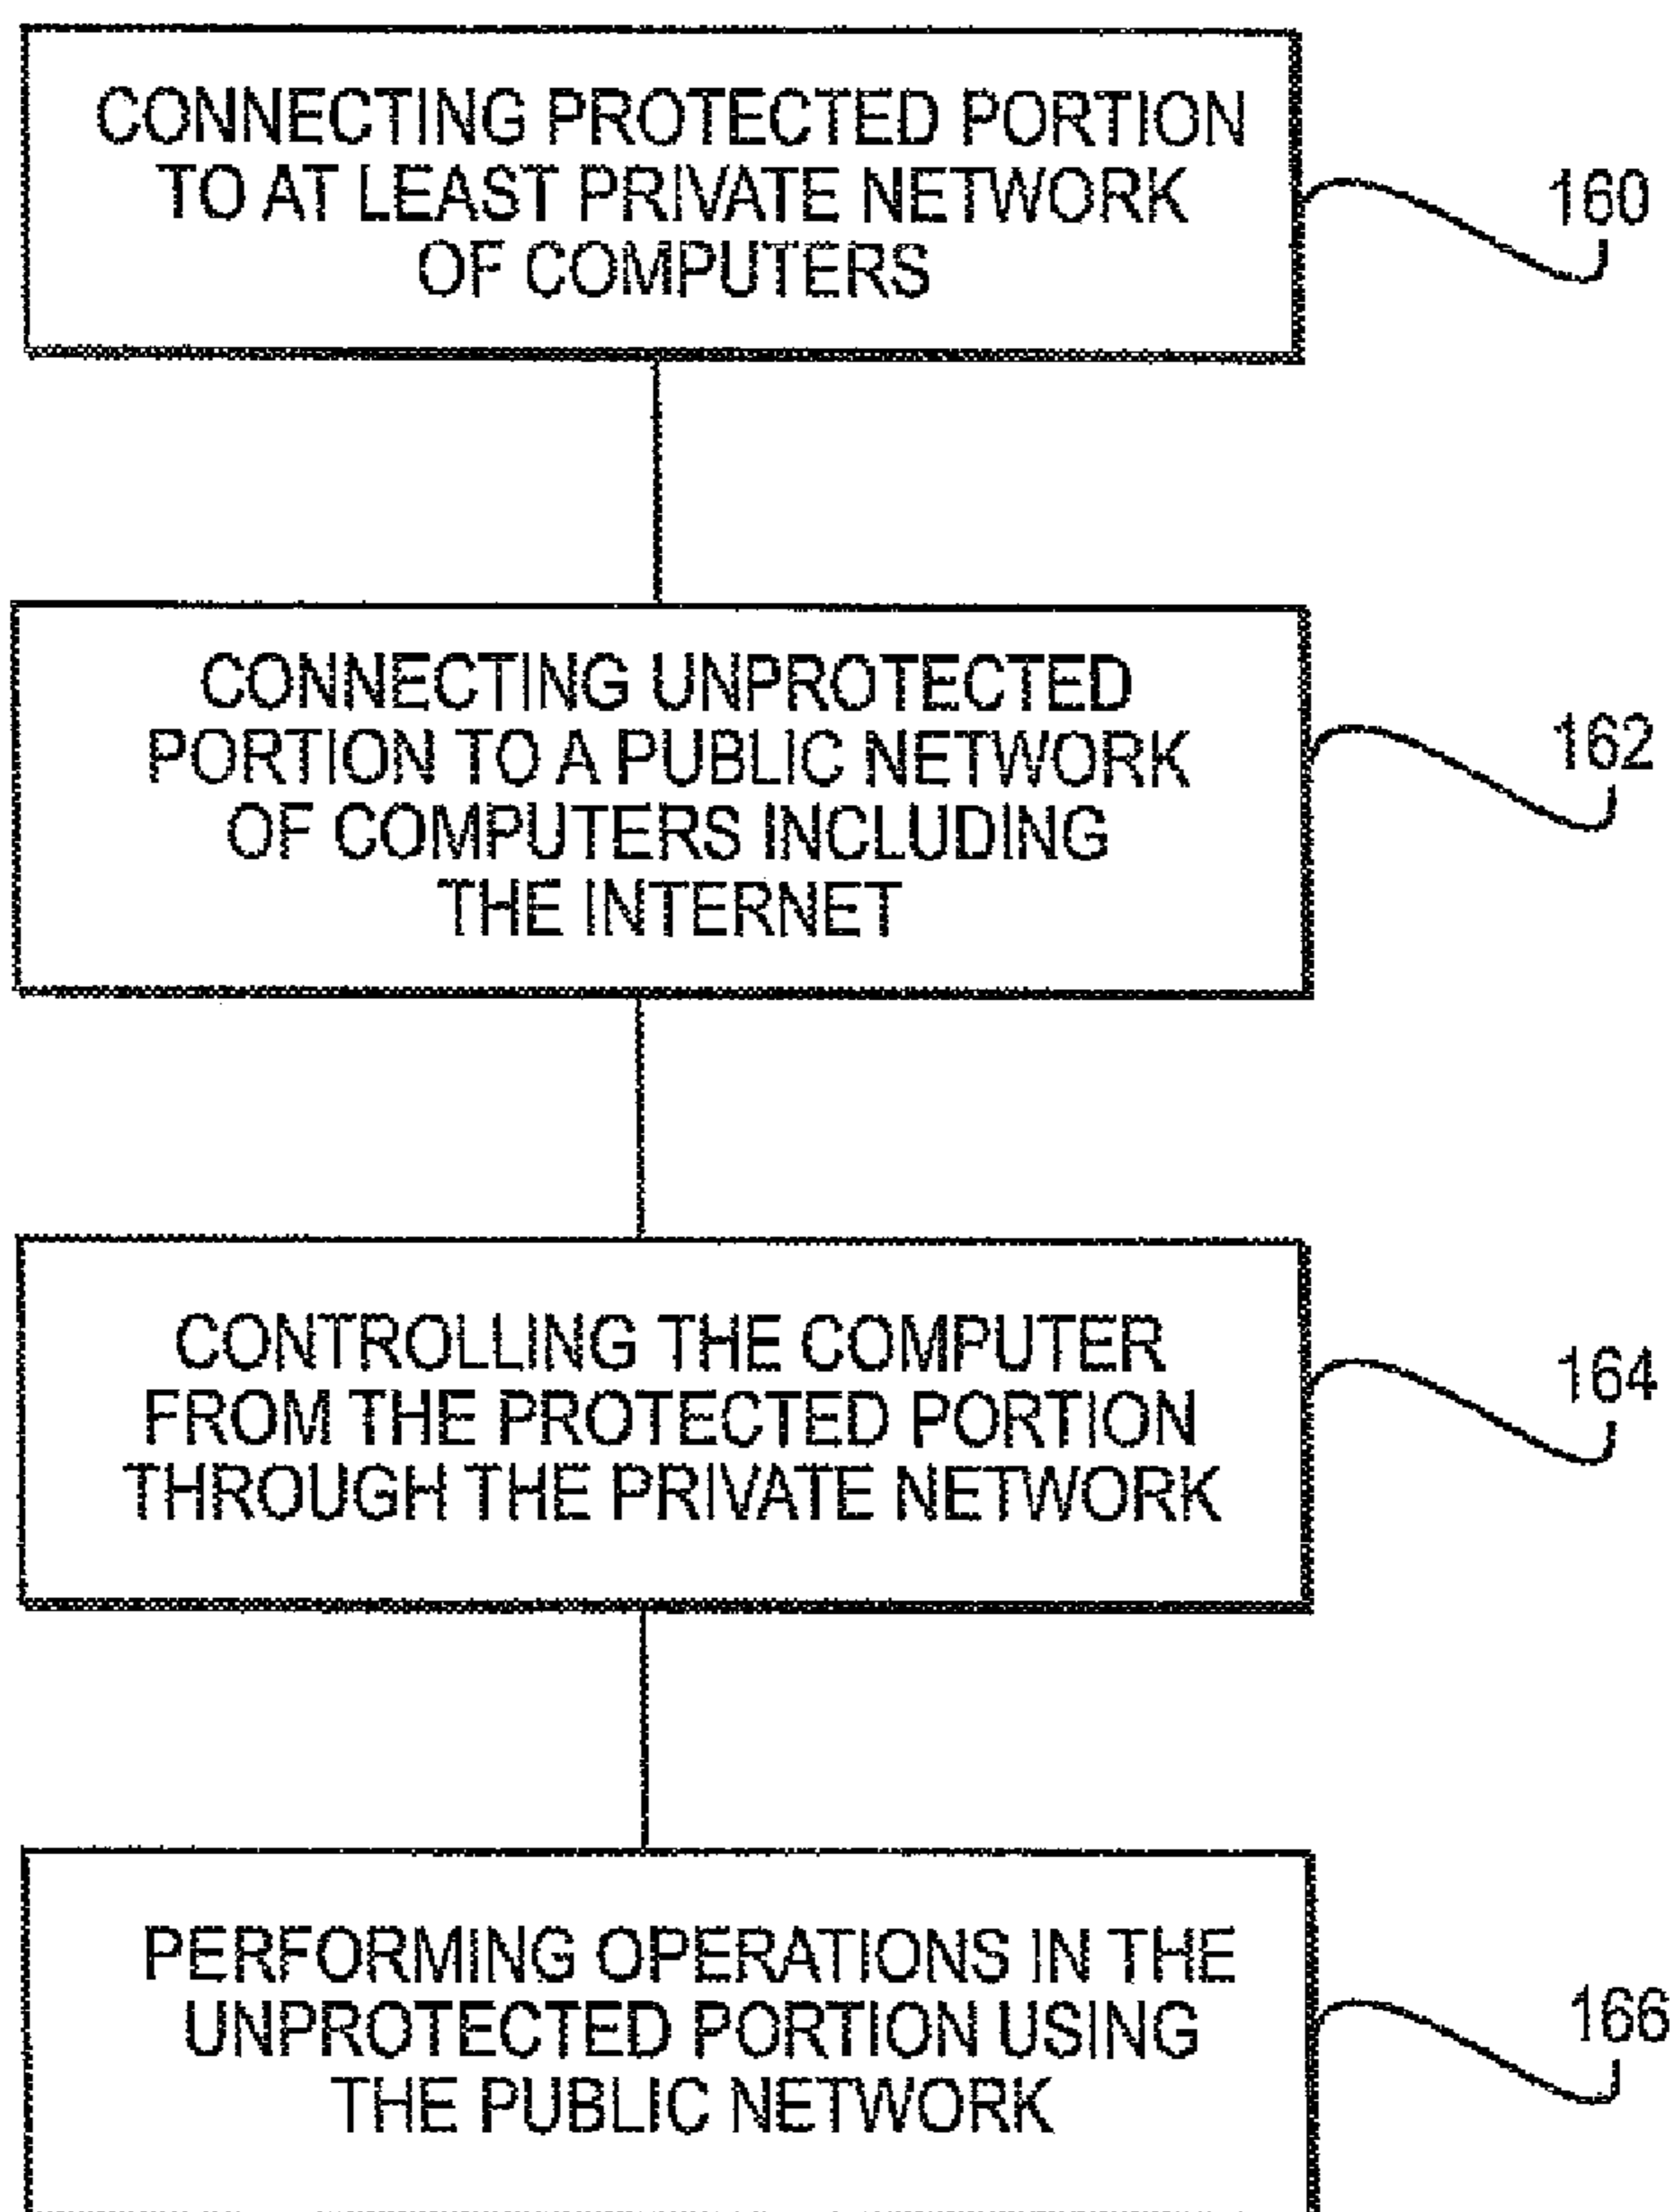 CONNECTING PROTECTED PORTION
TO AT LEAST PRIVATE NETWORK
OF COMPUTERS
160
CONNECTING UNPROTECTED
PORTION TO A PUBLIC NETWORK
OF COMPUTERS INCLUDING
THE INTERNET
162
CONTROLLING THE COMPUTER
FROM THE PROTECTED PORTION
THROUGH THE PRIVATE NETWORK
164
PERFORMING OPERATIONS IN THE
UNPROTECTED PORTION USING
THE PUBLIC NETWORK
166